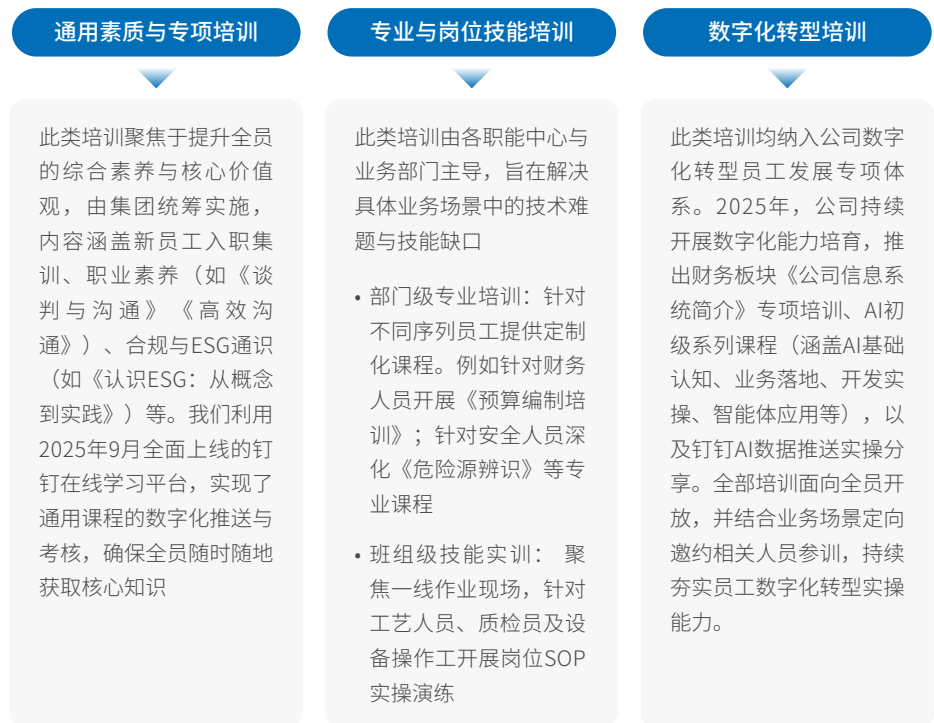 通用素质与专项培训
此类培训聚焦于提升全员
的综合素养与核心价值
观，由集团统筹实施，
内容涵盖新员工入职集
训、职业素养（如《谈
判与沟通》《高效沟
通》）、合规与ESG通识
（如《认识ESG：从概念
到实践》）等。我们利用
2025年9月全面上线的钉
钉在线学习平台，实现了
通用课程的数字化推送与
考核，确保全员随时随地
获取核心知识
专业与岗位技能培训
此类培训由各职能中心与
业务部门主导，旨在解决
具体业务场景中的技术难
题与技能缺口
• 部门级专业培训：针对
不同序列员工提供定制
化课程。例如针对财务
人员开展《预算编制培
训》；针对安全人员深
化《危险源辨识》等专
业课程
• 班组级技能实训： 聚
焦一线作业现场，针对
工艺人员、质检员及设
备操作工开展岗位SOP
实操演练
数字化转型培训
此类培训均纳入公司数字
化转型员工发展专项体
系。2025年，公司持续
开展数字化能力培育，推
出财务板块《公司信息系
统简介》专项培训、AI初
级系列课程（涵盖AI基础
认知、业务落地、开发实
操、智能体应用等），以
及钉钉AI数据推送实操分
享。全部培训面向全员开
放，并结合业务场景定向
邀约相关人员参训，持续
夯实员工数字化转型实操
能力。